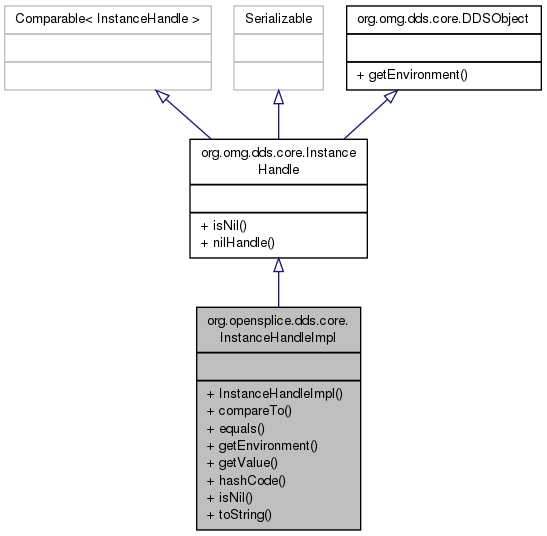 Comparable< InstanceHandle >
Serializable
org.omg.dds.core.DDSObject
+ getEnvironment()
org.omg.dds.core.Instance
Handle
+ isNil()
+ nilHandle()
org.opensplice.dds.core.
InstanceHandleImpl
+ InstanceHandleImpl()
+ compareTo()
+ equals()
+ getEnvironment()
+ getValue()
+ hashCode()
+ isNil()
+ toString()